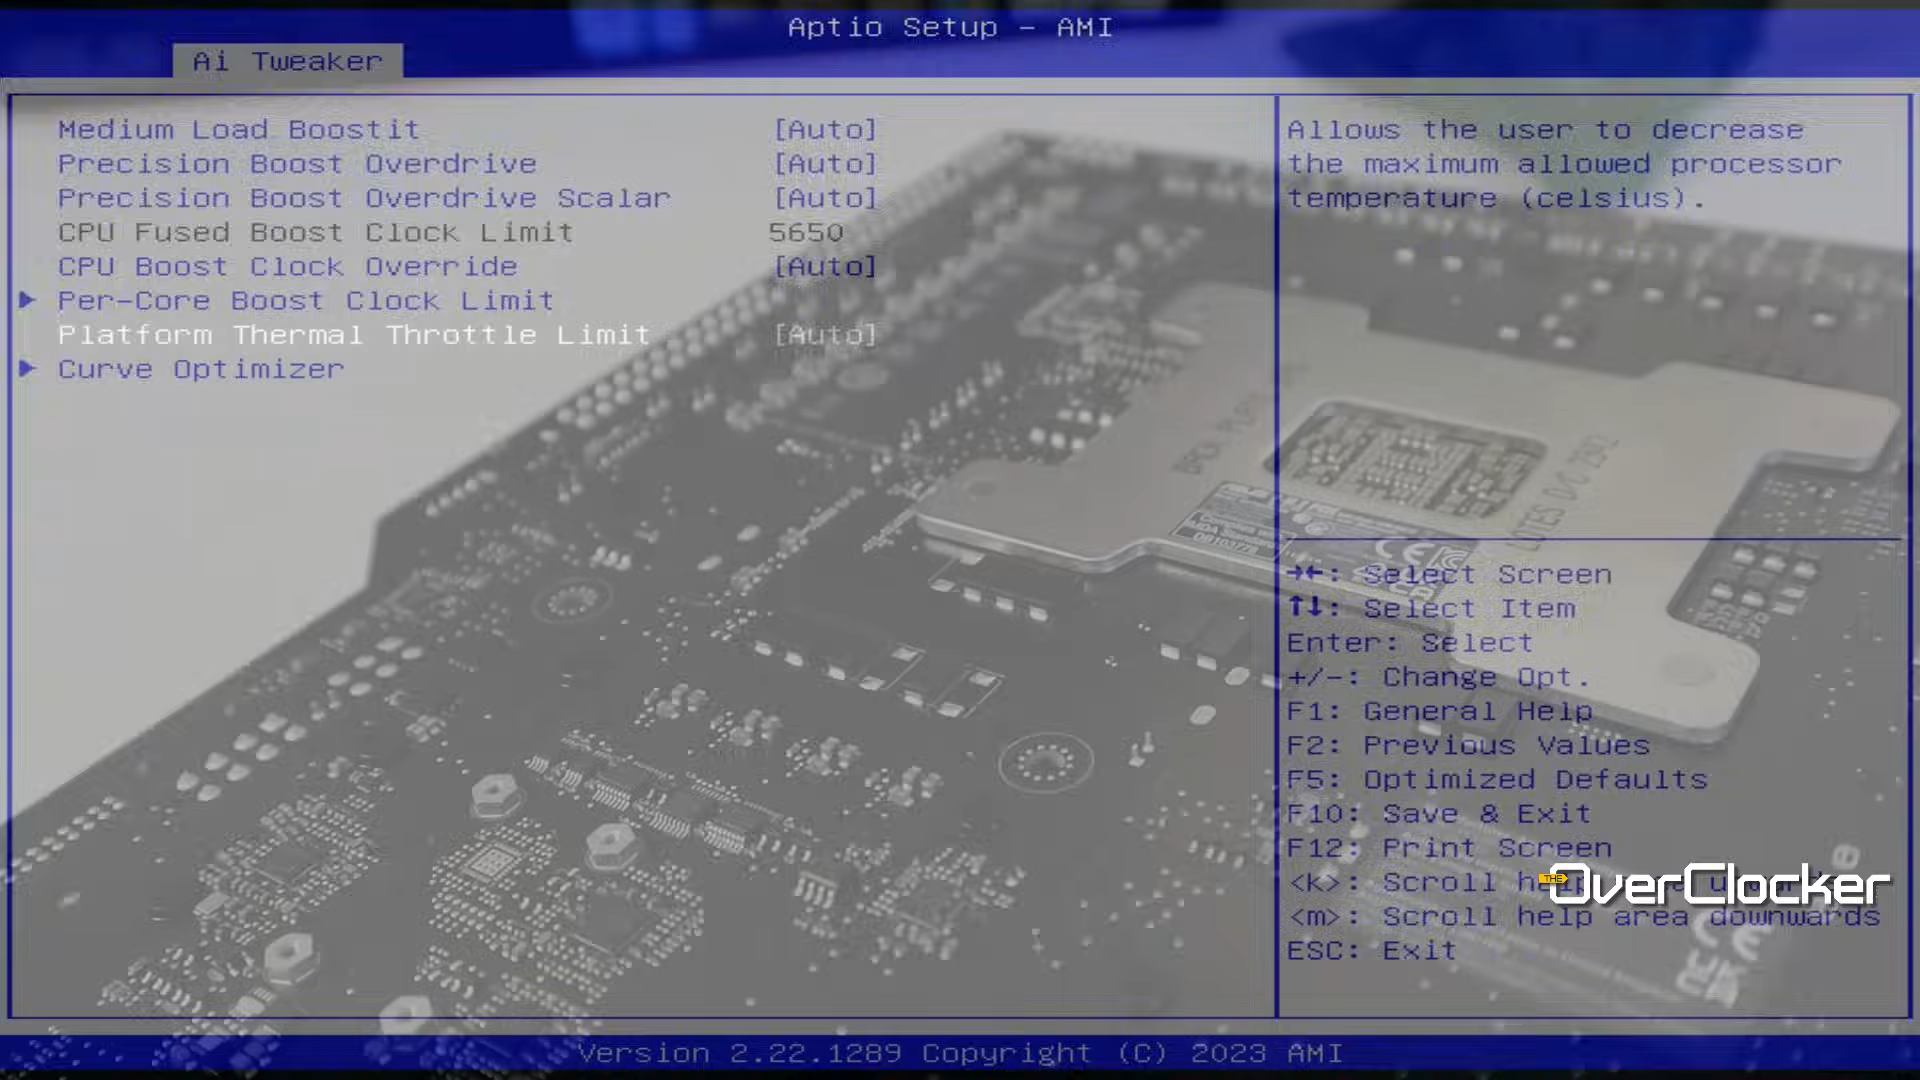 Aptio Setup - AMI
Ai Tweaker
Medium Load Boostit [Auto]
Precision Boost Overdrive [Auto]
Precision Boost Overdrive Scalar [Auto]
CPU Fused Boost Clock Limit 5650
CPU Boost Clock Override [Auto]
Per-Core Boost Clock Limit
Platform Thermal Throttle Limit [Auto]
Curve Optimizer
Allows the user to decrease
the maximum allowed processor
temperature (celsius).
→←: Select Screen
↑↓: Select Item
Enter: Select
+/-: Change Opt.
F1: General Help
F2: Previous Values
F5: Optimized Defaults
F10: Save & Exit
F12: Print Screen
<k>: Scroll
<m>: Scroll help area downwards
ESC: Exit
THE OverClocker
LOTES
CE
Version 2.22.1289 Copyright (C) 2023 AMI